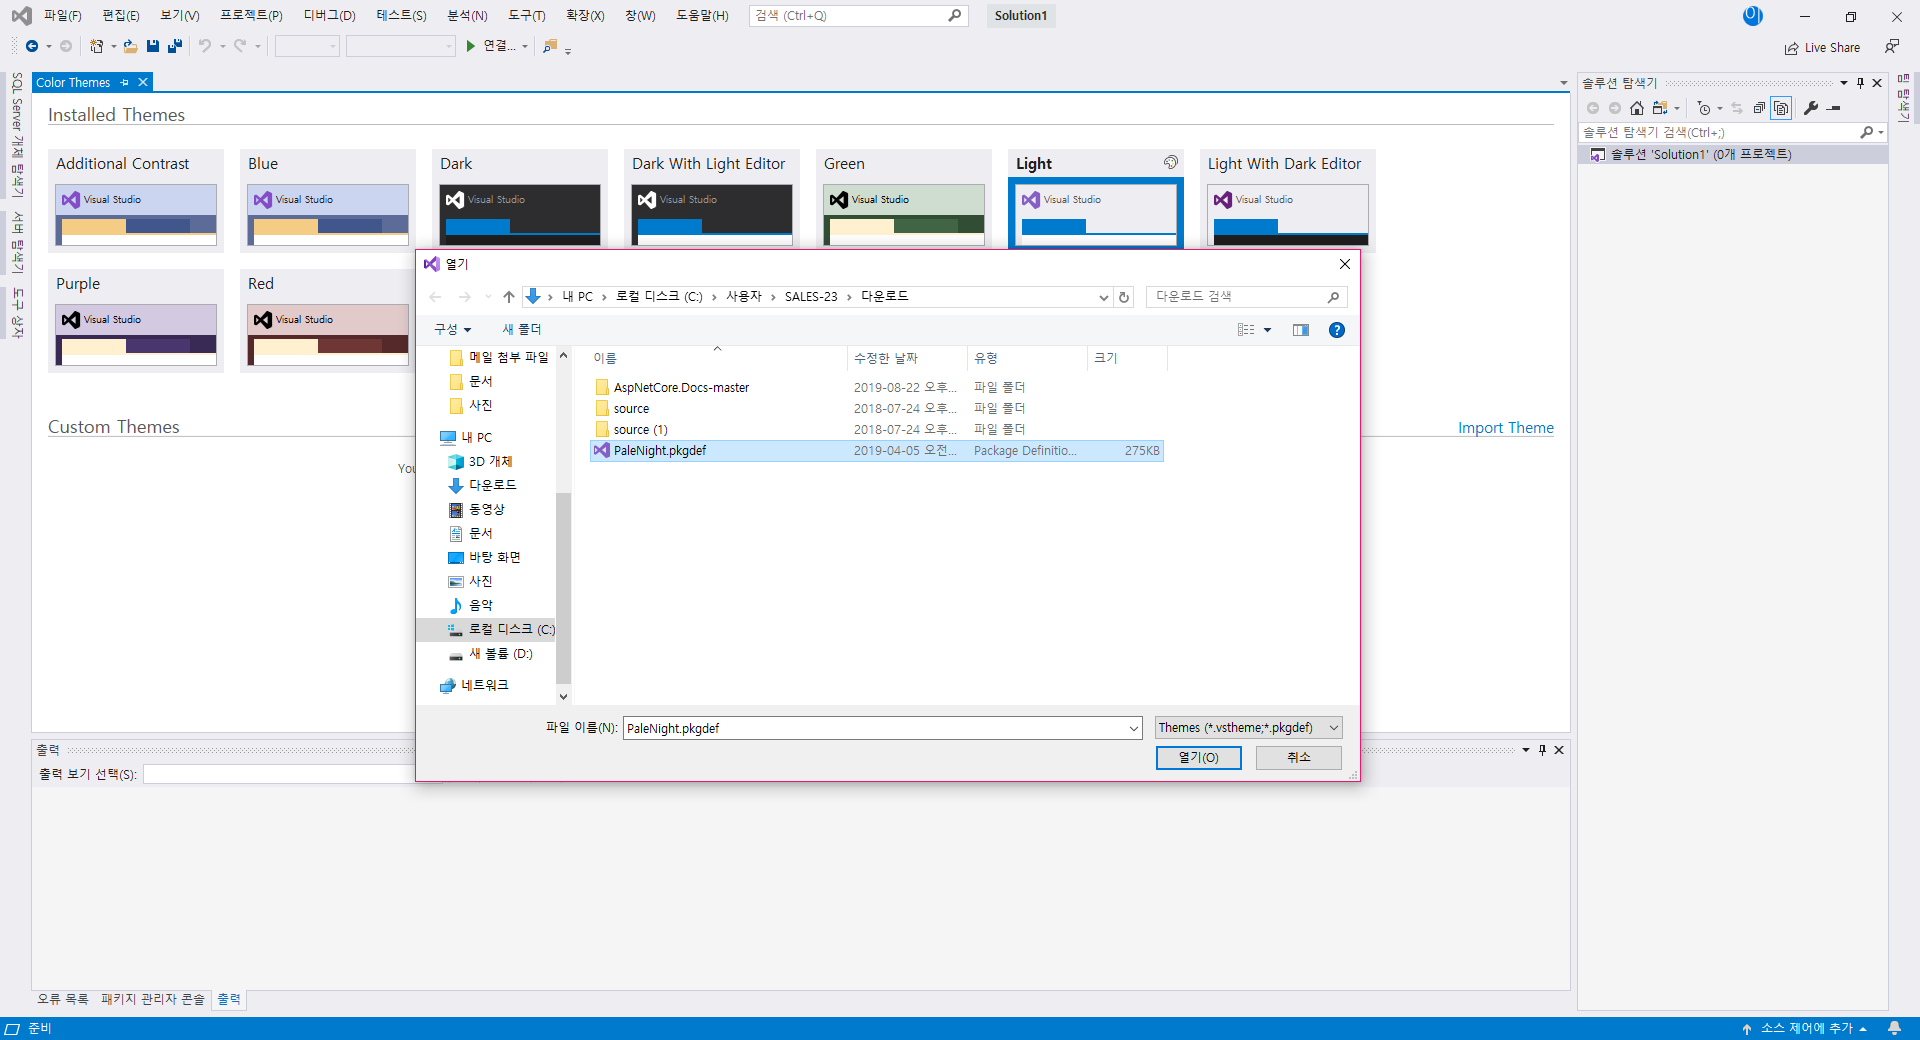 파일(F) 편집(E) 보기(V) 프로젝트(P) 디버그(D) 테스트(S) 분석(N) 도구(T) 확장(X) 창(W) 도움말(H) 검색 (Ctrl+Q) Solution1
연결... Live Share
SQL Server 개체 탐색기
서버 탐색기
도구 상자
Color Themes
Installed Themes
Additional Contrast Blue Dark Dark With Light Editor Green Light Light With Dark Editor
Visual Studio Visual Studio Visual Studio Visual Studio Visual Studio Visual Studio Visual Studio
Purple Red
Visual Studio Visual Studio
Custom Themes
Import Theme
You
열기
내 PC 로컬 디스크 (C:) 사용자 SALES-23 다운로드
다운로드 검색
구성 새 폴더
메일 첨부 파일
문서
사진
내 PC
3D 개체
다운로드
동영상
문서
바탕 화면
사진
음악
로컬 디스크 (C:)
새 볼륨 (D:)
네트워크
이름 수정한 날짜 유형 크기
AspNetCore.Docs-master 2019-08-22 오후... 파일 폴더
source 2018-07-24 오후... 파일 폴더
source (1) 2018-07-24 오후... 파일 폴더
PaleNight.pkgdef 2019-04-05 오전... Package Definitio... 275KB
파일 이름(N): PaleNight.pkgdef Themes (*.vstheme;*.pkgdef)
열기(O) 취소
출력
출력 보기 선택(S):
오류 목록 패키지 관리자 콘솔 출력
솔루션 탐색기
솔루션 탐색기 검색(Ctrl+;)
솔루션 'Solution1' (0개 프로젝트)
팀 탐색기
준비 소스 제어에 추가